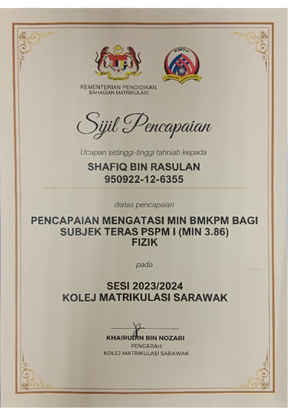 KEMENTERIAN PENDIDIKAN
BAHAGIAN MATRIKULASI
Sijil Pencapaian
Ucapan setinggi-tinggi tahniah kepada
SHAFIQ BIN RASULAN
950922-12-6355
diatas pencapaian
PENCAPAIAN MENGATASI MIN BMKPM BAGI
SUBJEK TERAS PSPM I (MIN 3.86)
FIZIK
pada
SESI 2023/2024
KOLEJ MATRIKULASI SARAWAK
KHAIRUDIN BIN NOZARI
PENGARAH
KOLEJ MATRIKULASI SARAWAK